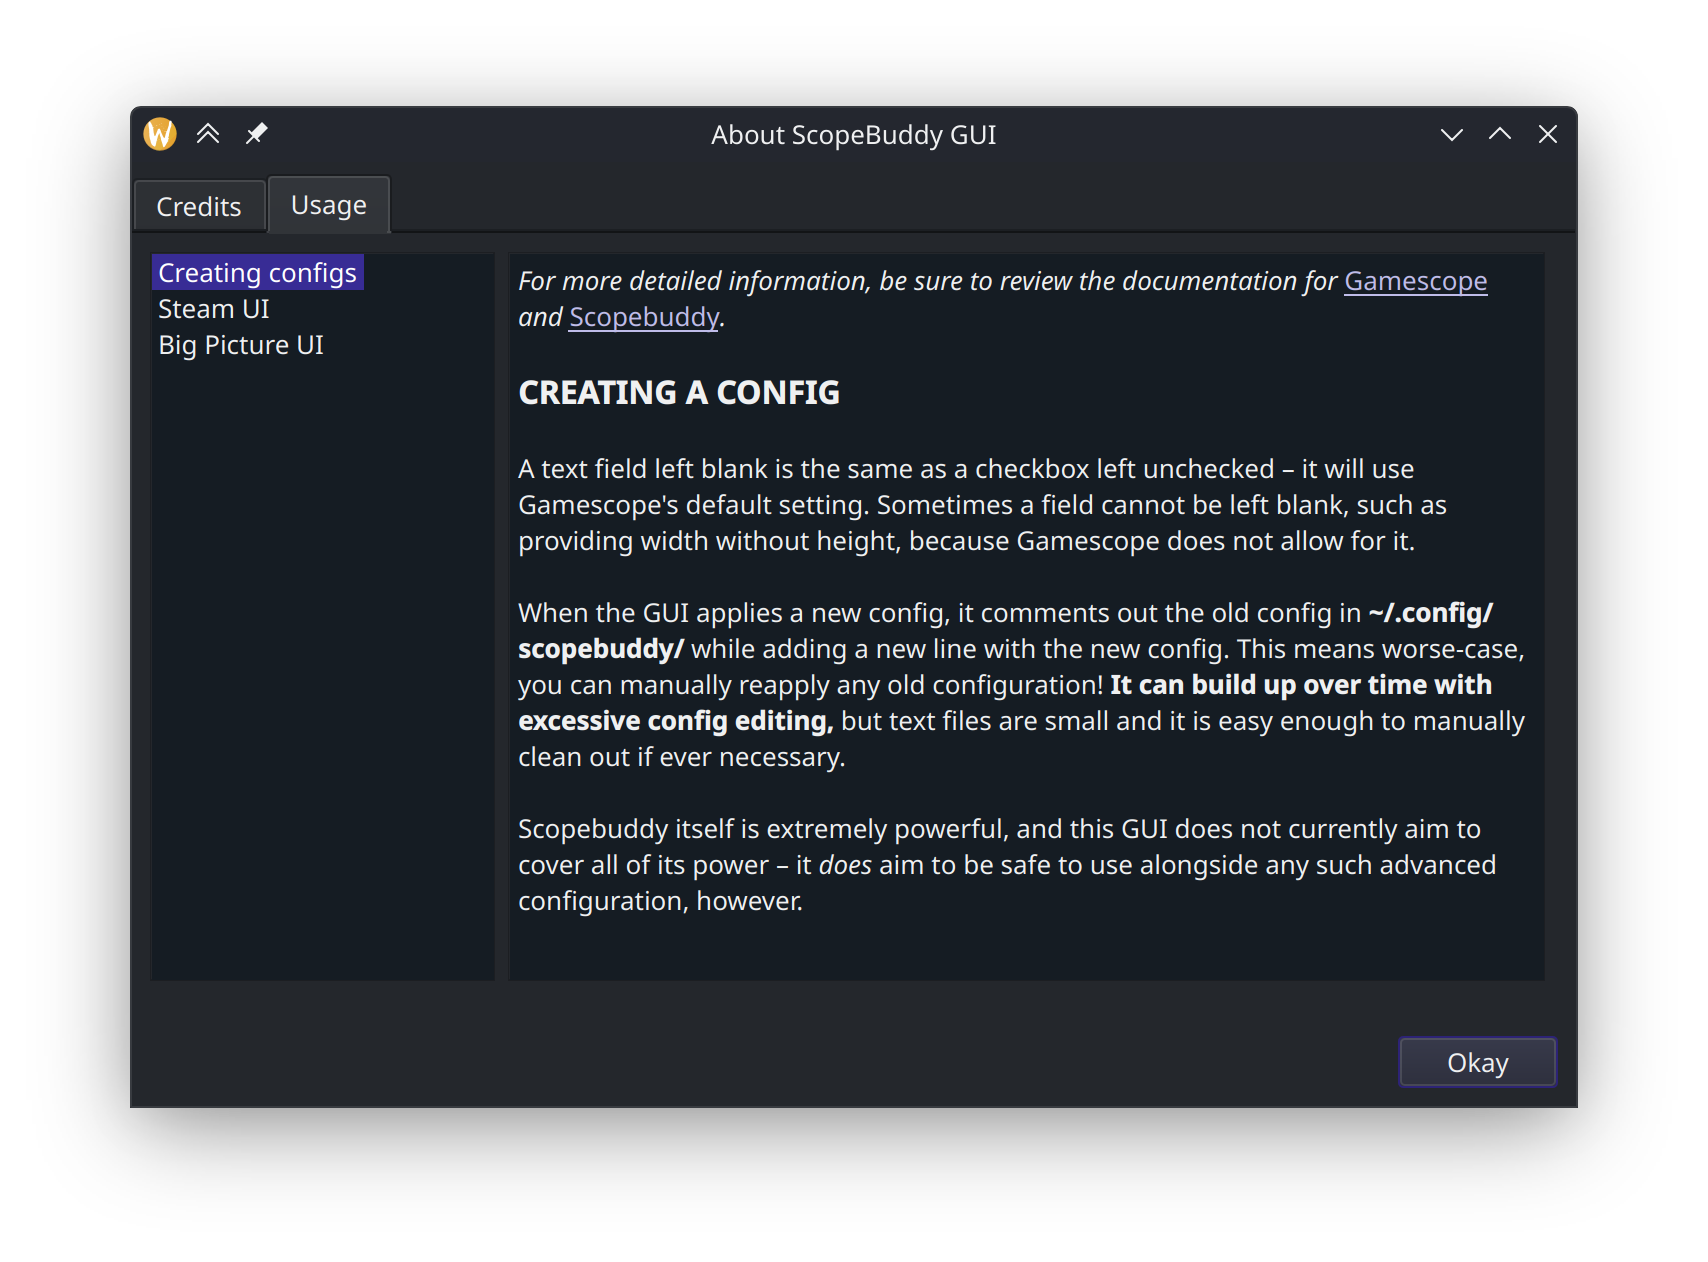 About ScopeBuddy GUI
Credits
Usage
Creating configs
Steam UI
Big Picture UI
For more detailed information, be sure to review the documentation for Gamescope
and Scopebuddy.
CREATING A CONFIG
A text field left blank is the same as a checkbox left unchecked – it will use
Gamescope's default setting. Sometimes a field cannot be left blank, such as
providing width without height, because Gamescope does not allow for it.
When the GUI applies a new config, it comments out the old config in ~/.config/
scopebuddy/ while adding a new line with the new config. This means worse-case,
you can manually reapply any old configuration! It can build up over time with
excessive config editing, but text files are small and it is easy enough to manually
clean out if ever necessary.
Scopebuddy itself is extremely powerful, and this GUI does not currently aim to
cover all of its power – it does aim to be safe to use alongside any such advanced
configuration, however.
Okay